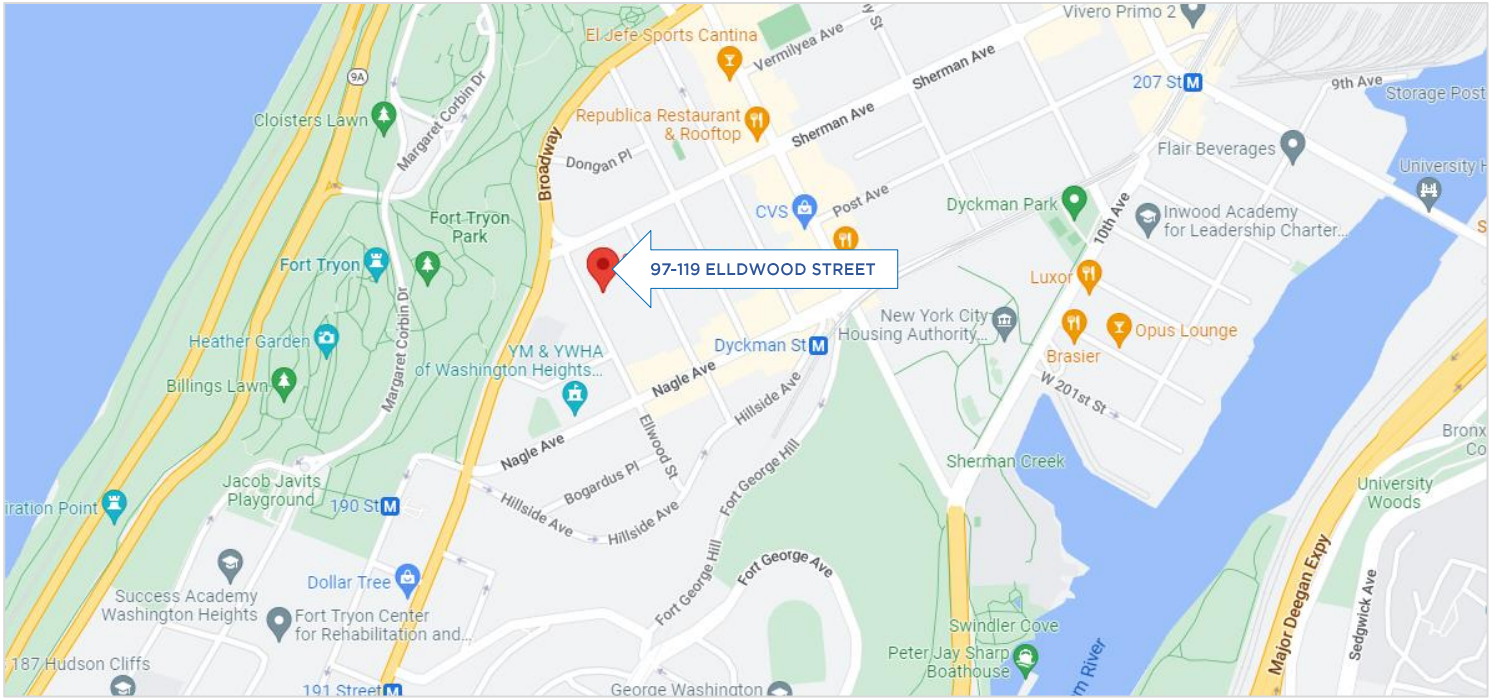 Vivero Primo 2
El Jefe Sports Cantina
Vermilyea Ave
y St
Sherman Ave
9A
207 St M
9th Ave
Storage Post
Margaret Corbin Dr
Cloisters Lawn
Republica Restaurant
& Rooftop
Sherman Ave
Broadway
Dongan Pl
Flair Beverages
University H
Fort Tryon
Park
CVS
Post Ave
Dyckman Park
10th Ave
Inwood Academy
for Leadership Charter...
S
Fort Tryon
97-119 ELLDWOOD STREET
Luxor
Margaret Corbin Dr
Heather Garden
YM & YWHA
of Washington Heights...
Dyckman St M
New York City
Housing Authority...
Opus Lounge
Brasier
Billings Lawn
Nagle Ave
Hillside Ave
W 201st St
Ellwood St
Bronx
Co
Nagle Ave
Fort George Hill
Sherman Creek
Bogardus Pl
Jacob Javits
Playground
190 St M
iration Point
Hillside Ave
Hillside Ave
University
Woods
Major Deegan Expy
Fort George Ave
Dollar Tree
Success Academy
Washington Heights
Fort George Hill
Sedgwick Ave
Fort Tryon Center
for Rehabilitation and...
Swindler Cove
Peter Jay Sharp
Boathouse
m River
187 Hudson Cliffs
191 Street M
George Washington